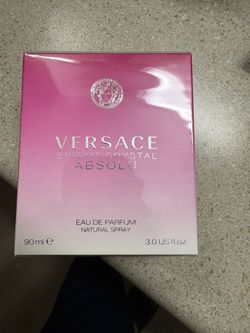 VERSACE
BRIGHT CRYSTAL
ABSOLU
EAU DE PARFUM
NATURAL SPRAY
90 ml ℮ 3.0 US fl.oz